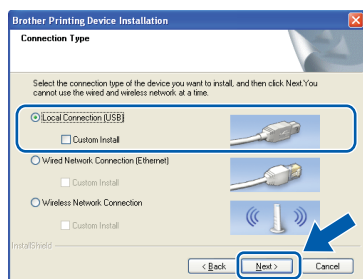 Brother Printing Device Installation
Connection Type
Select the connection type of the device you want to install, and then click Next.You
cannot use the wired and wireless network at a time.
Local Connection (USB)
Custom Install
Wired Network Connection (Ethernet)
Custom Install
Wireless Network Connection
Custom Install
InstallShield
< Back Next > Cancel